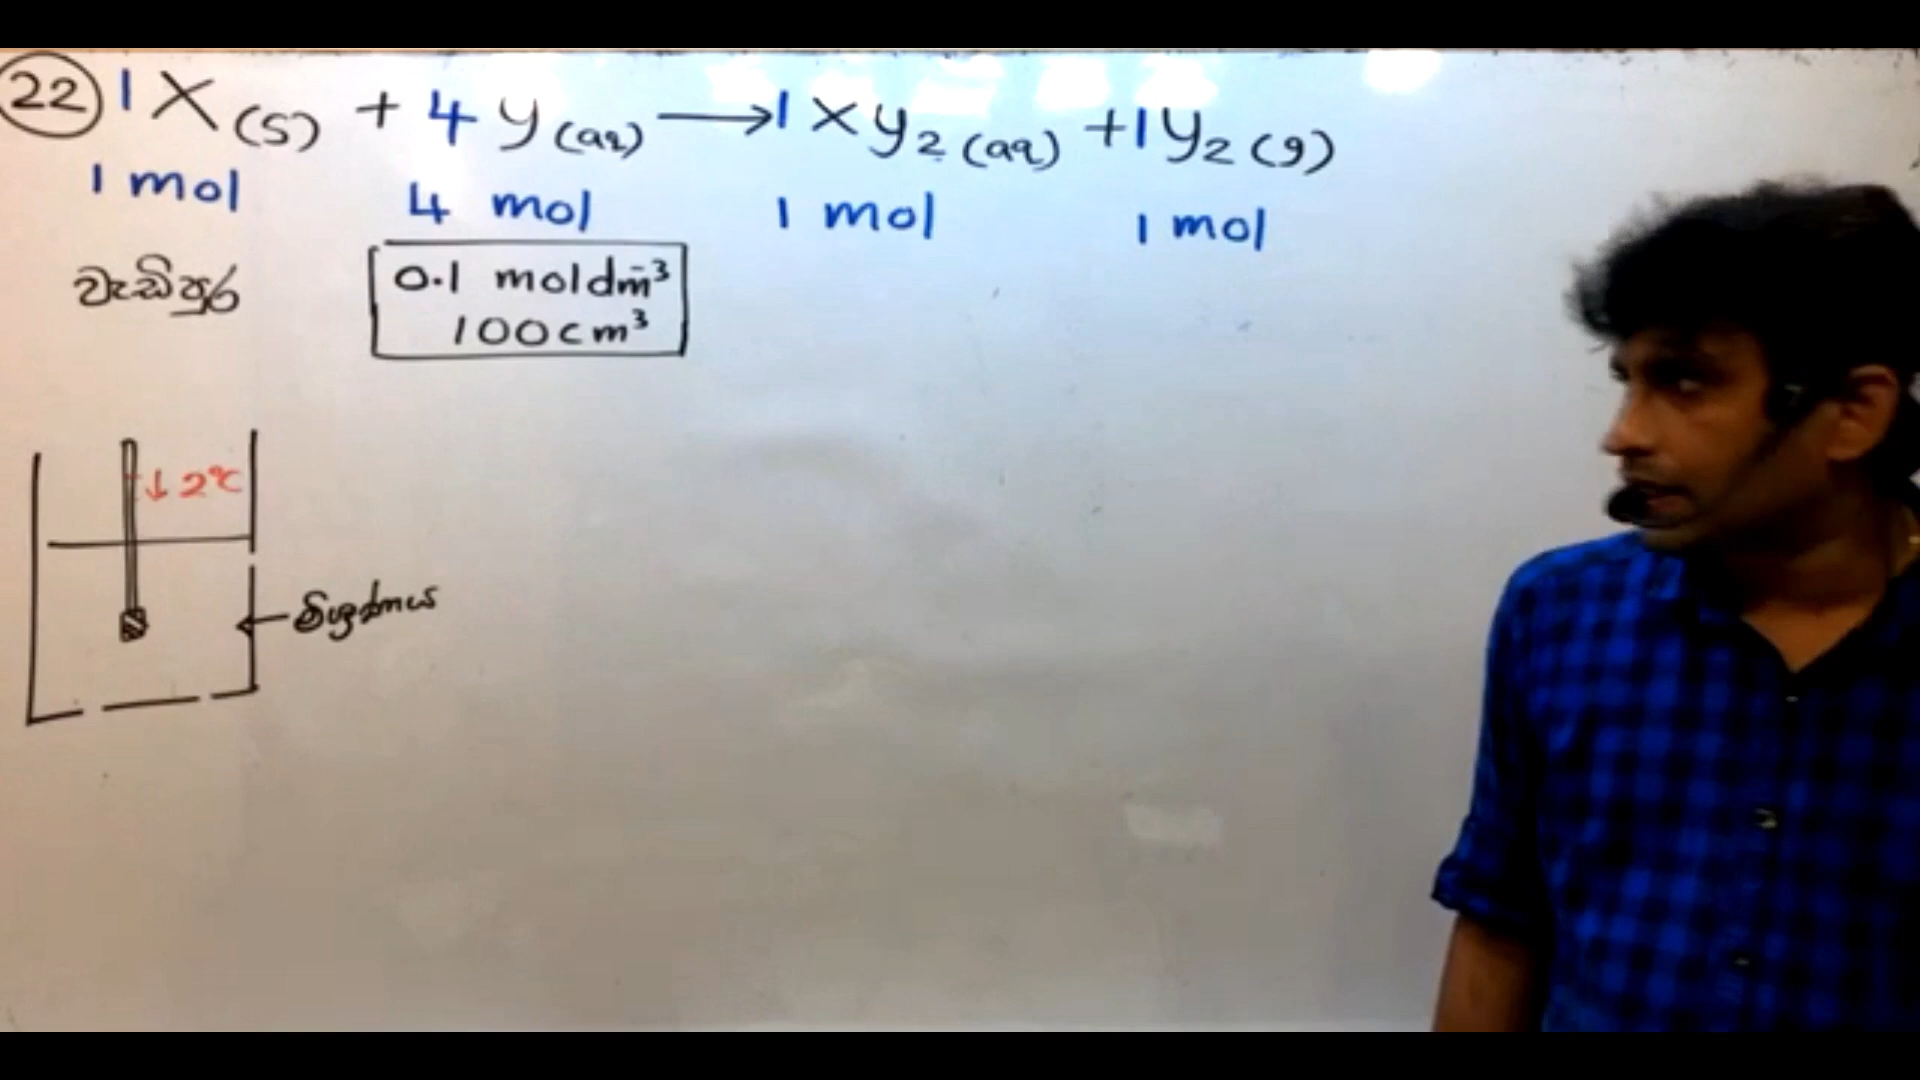 22 1X(s) + 4y(aq) → 1Xy₂(aq) + 1y₂(g)
1 mol 4 mol 1 mol 1 mol
වැඩිපුර 0.1 moldm⁻³
100cm³
↓ 2°C
← මිශ්‍රණය